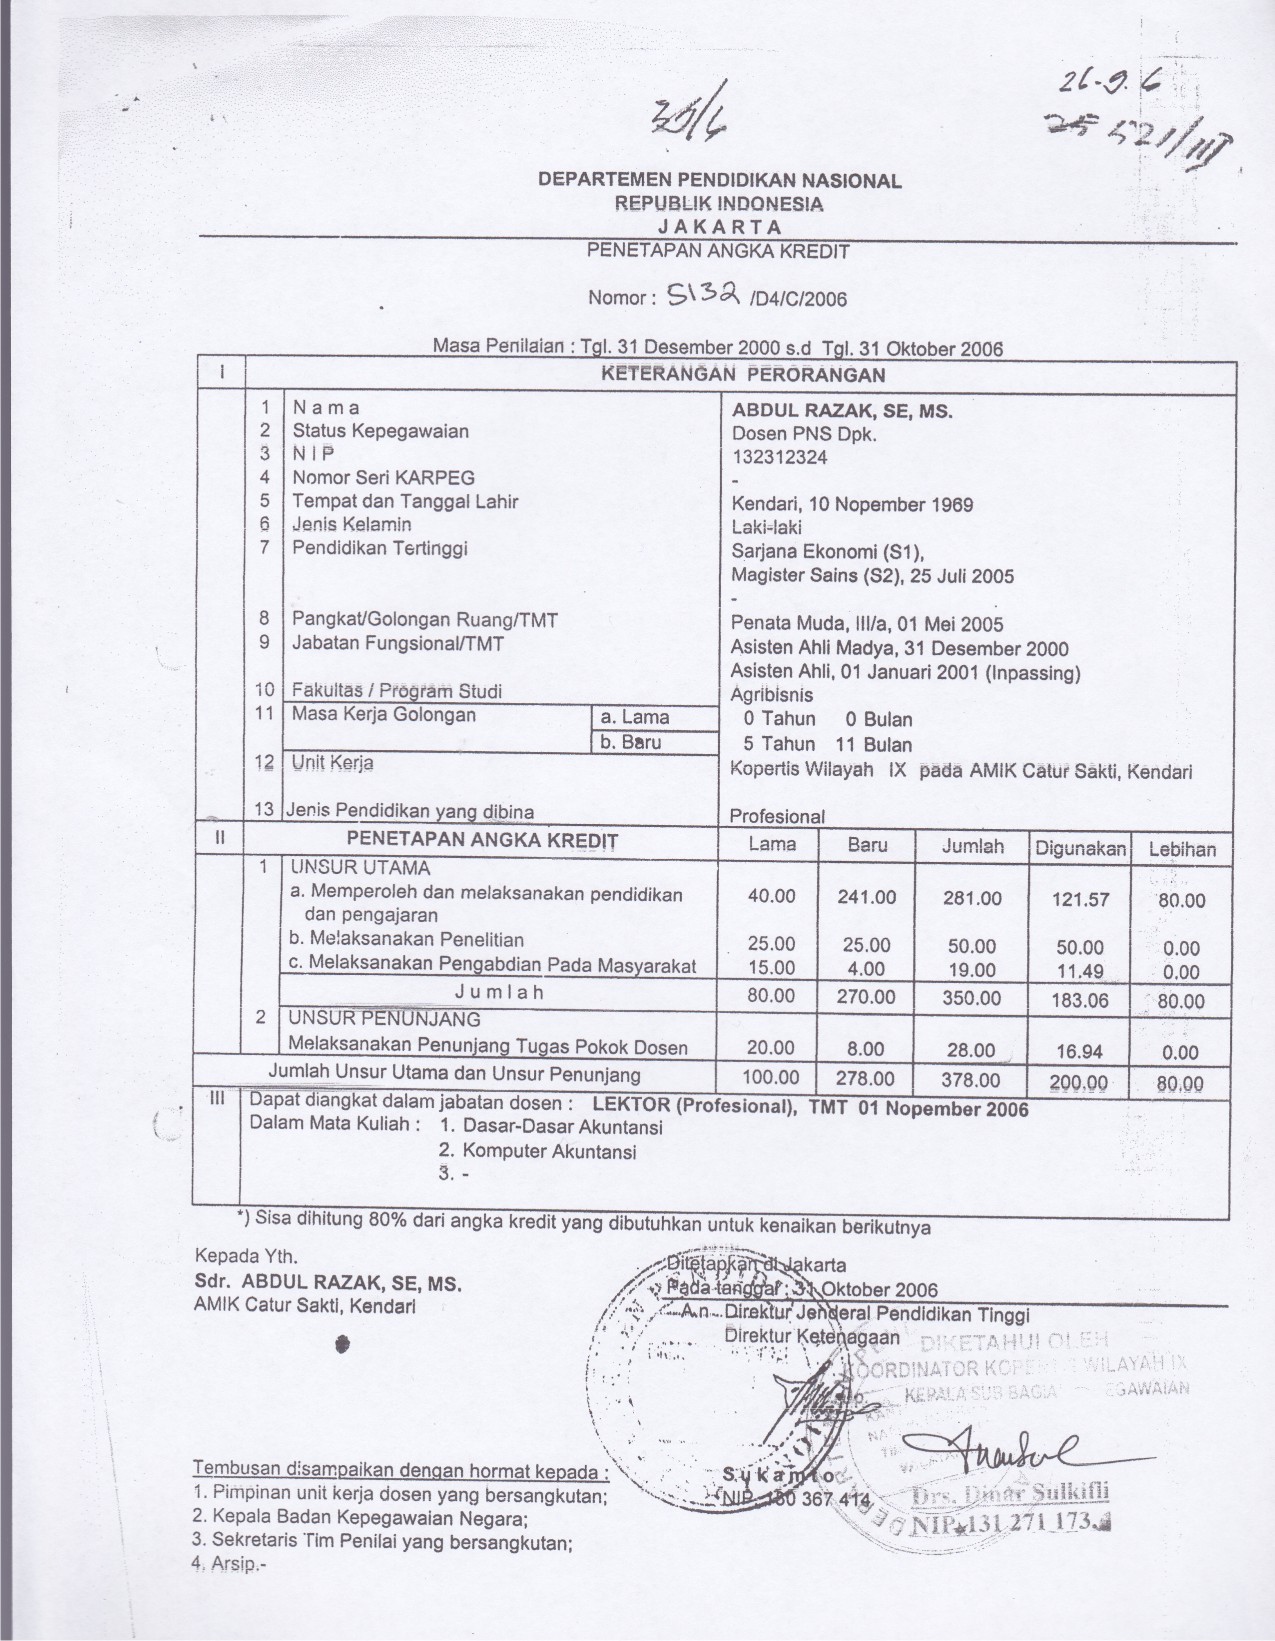 26-9.6
DEPARTEMEN PENDIDIKAN NASIONAL
REPUBLIK INDONESIA
JAKARTA
PENETAPAN ANGKA KREDIT
Nomor : 5132 /D4/C/2006
Masa Penilaian : Tgl. 31 Desember 2000 s.d Tgl. 31 Oktober 2006
I KETERANGAN PERORANGAN
1 N a m a ABDUL RAZAK, SE, MS.
2 Status Kepegawaian Dosen PNS Dpk.
3 N I P 132312324
4 Nomor Seri KARPEG -
5 Tempat dan Tanggal Lahir Kendari, 10 Nopember 1969
6 Jenis Kelamin Laki-laki
7 Pendidikan Tertinggi Sarjana Ekonomi (S1),
Magister Sains (S2), 25 Juli 2005
-
8 Pangkat/Golongan Ruang/TMT Penata Muda, III/a, 01 Mei 2005
9 Jabatan Fungsional/TMT Asisten Ahli Madya, 31 Desember 2000
Asisten Ahli, 01 Januari 2001 (Inpassing)
10 Fakultas / Program Studi Agribisnis
11 Masa Kerja Golongan a. Lama 0 Tahun 0 Bulan
b. Baru 5 Tahun 11 Bulan
12 Unit Kerja Kopertis Wilayah IX pada AMIK Catur Sakti, Kendari
13 Jenis Pendidikan yang dibina Profesional
II PENETAPAN ANGKA KREDIT Lama Baru Jumlah Digunakan Lebihan
1 UNSUR UTAMA
a. Memperoleh dan melaksanakan pendidikan 40.00 241.00 281.00 121.57 80.00
dan pengajaran
b. Melaksanakan Penelitian 25.00 25.00 50.00 50.00 0.00
c. Melaksanakan Pengabdian Pada Masyarakat 15.00 4.00 19.00 11.49 0.00
J u m l a h 80.00 270.00 350.00 183.06 80.00
2 UNSUR PENUNJANG
Melaksanakan Penunjang Tugas Pokok Dosen 20.00 8.00 28.00 16.94 0.00
Jumlah Unsur Utama dan Unsur Penunjang 100.00 278.00 378.00 200.00 80.00
III Dapat diangkat dalam jabatan dosen : LEKTOR (Profesional), TMT 01 Nopember 2006
Dalam Mata Kuliah : 1. Dasar-Dasar Akuntansi
2. Komputer Akuntansi
3. -
*) Sisa dihitung 80% dari angka kredit yang dibutuhkan untuk kenaikan berikutnya
Kepada Yth.
Sdr. ABDUL RAZAK, SE, MS.
AMIK Catur Sakti, Kendari
Ditetapkan di Jakarta
Pada tanggal : 31 Oktober 2006
A.n. Direktur Jenderal Pendidikan Tinggi
Direktur Ketenagaan
DIKETAHUI OLEH
KOORDINATOR WILAYAH IX
KEPALA SUB
S u k a m t o
NIP. 130 367 414
Drs. Dinar Sulkifli
NIP. 131 271 173
Tembusan disampaikan dengan hormat kepada :
1. Pimpinan unit kerja dosen yang bersangkutan;
2. Kepala Badan Kepegawaian Negara;
3. Sekretaris Tim Penilai yang bersangkutan;
4. Arsip.-